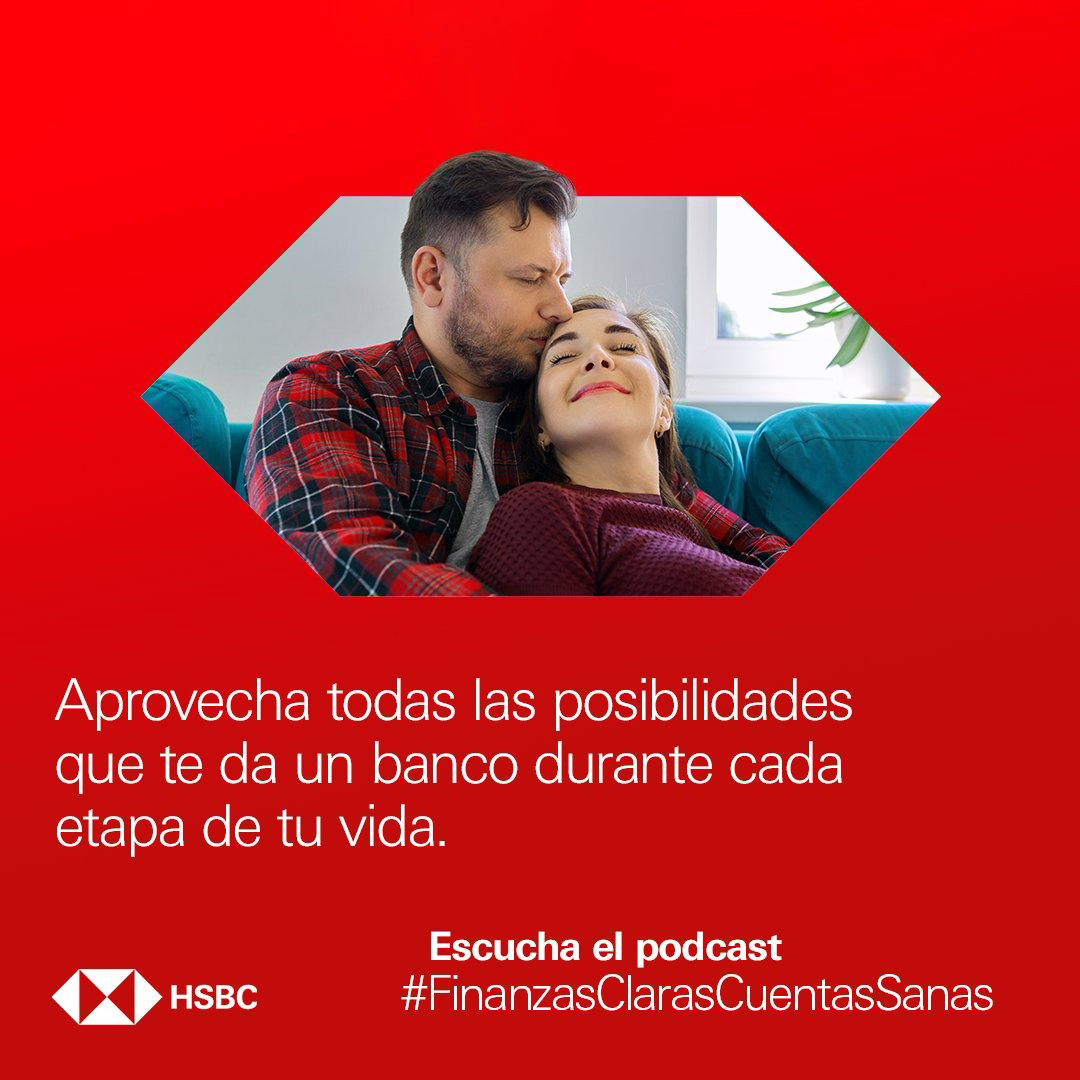 Aprovecha todas las posibilidades
que te da un banco durante cada
etapa de tu vida.
Escucha el podcast
#FinanzasClarasCuentasSanas
HSBC